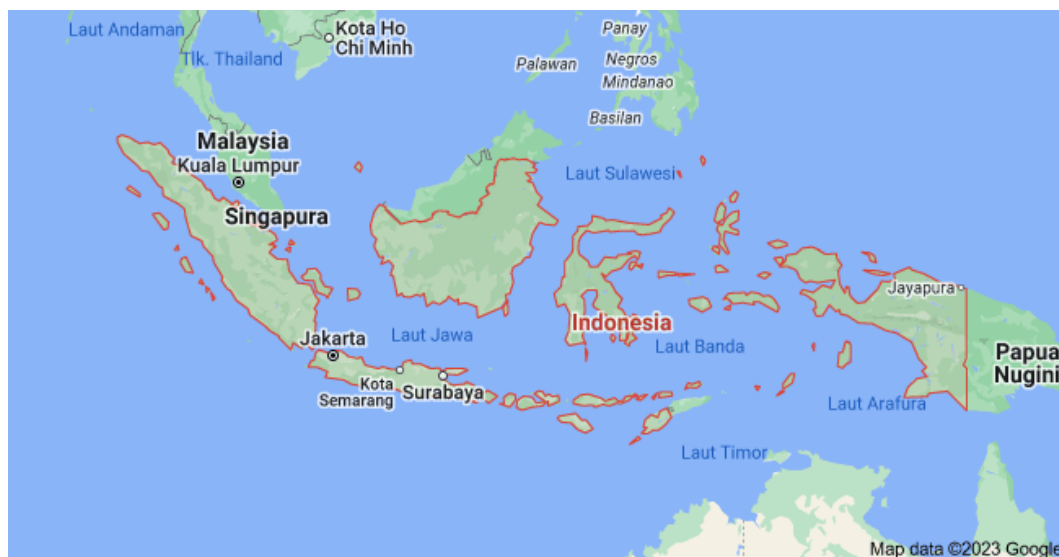 Laut Andaman
Kota Ho
Chi Minh
Tlk. Thailand
Panay
Palawan
Negros
Mindanao
Basilan
Malaysia
Kuala Lumpur
Laut Sulawesi
Singapura
Jayapura
Indonesia
Jakarta
Laut Jawa
Laut Banda
Papua
Nugini
Kota
Semarang
Surabaya
Laut Arafura
Laut Timor
Map data ©2023 Google